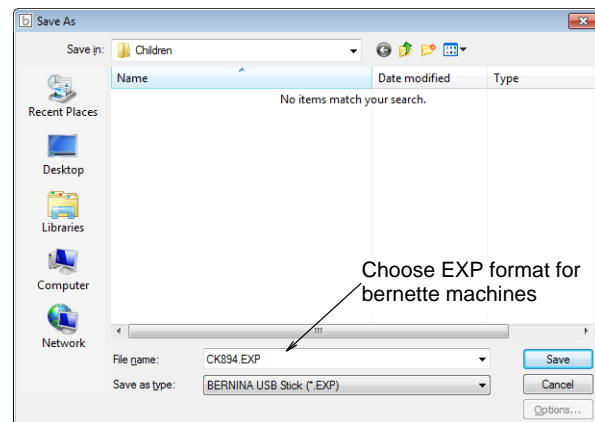 Save As
Save in: Children
Name Date modified Type
No items match your search.
Recent Places
Desktop
Libraries
Computer
Network
Choose EXP format for
bernette machines
File name: CK894.EXP Save
Save as type: BERNINA USB Stick (*.EXP) Cancel
Options...